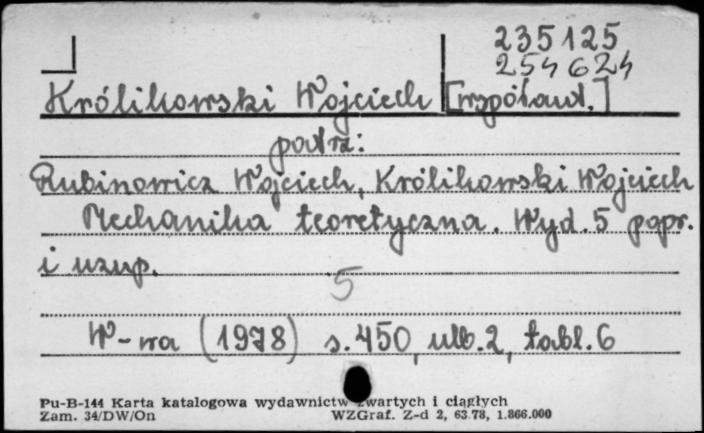 235125
254624
Królikowski Wojciech [współaut.]
patrz:
Rubinowicz Wojciech, Królikowski Wojciech
Mechanika teoretyczna. Wyd. 5 popr.
i uzup.
5
W-wa (1978) s. 450, ulb. 2, tabl. 6
Pu-B-144 Karta katalogowa wydawnictw zwartych i ciągłych
Zam. 34/DW/On WZGraf. Z-d 2, 63.78, 1.866.000